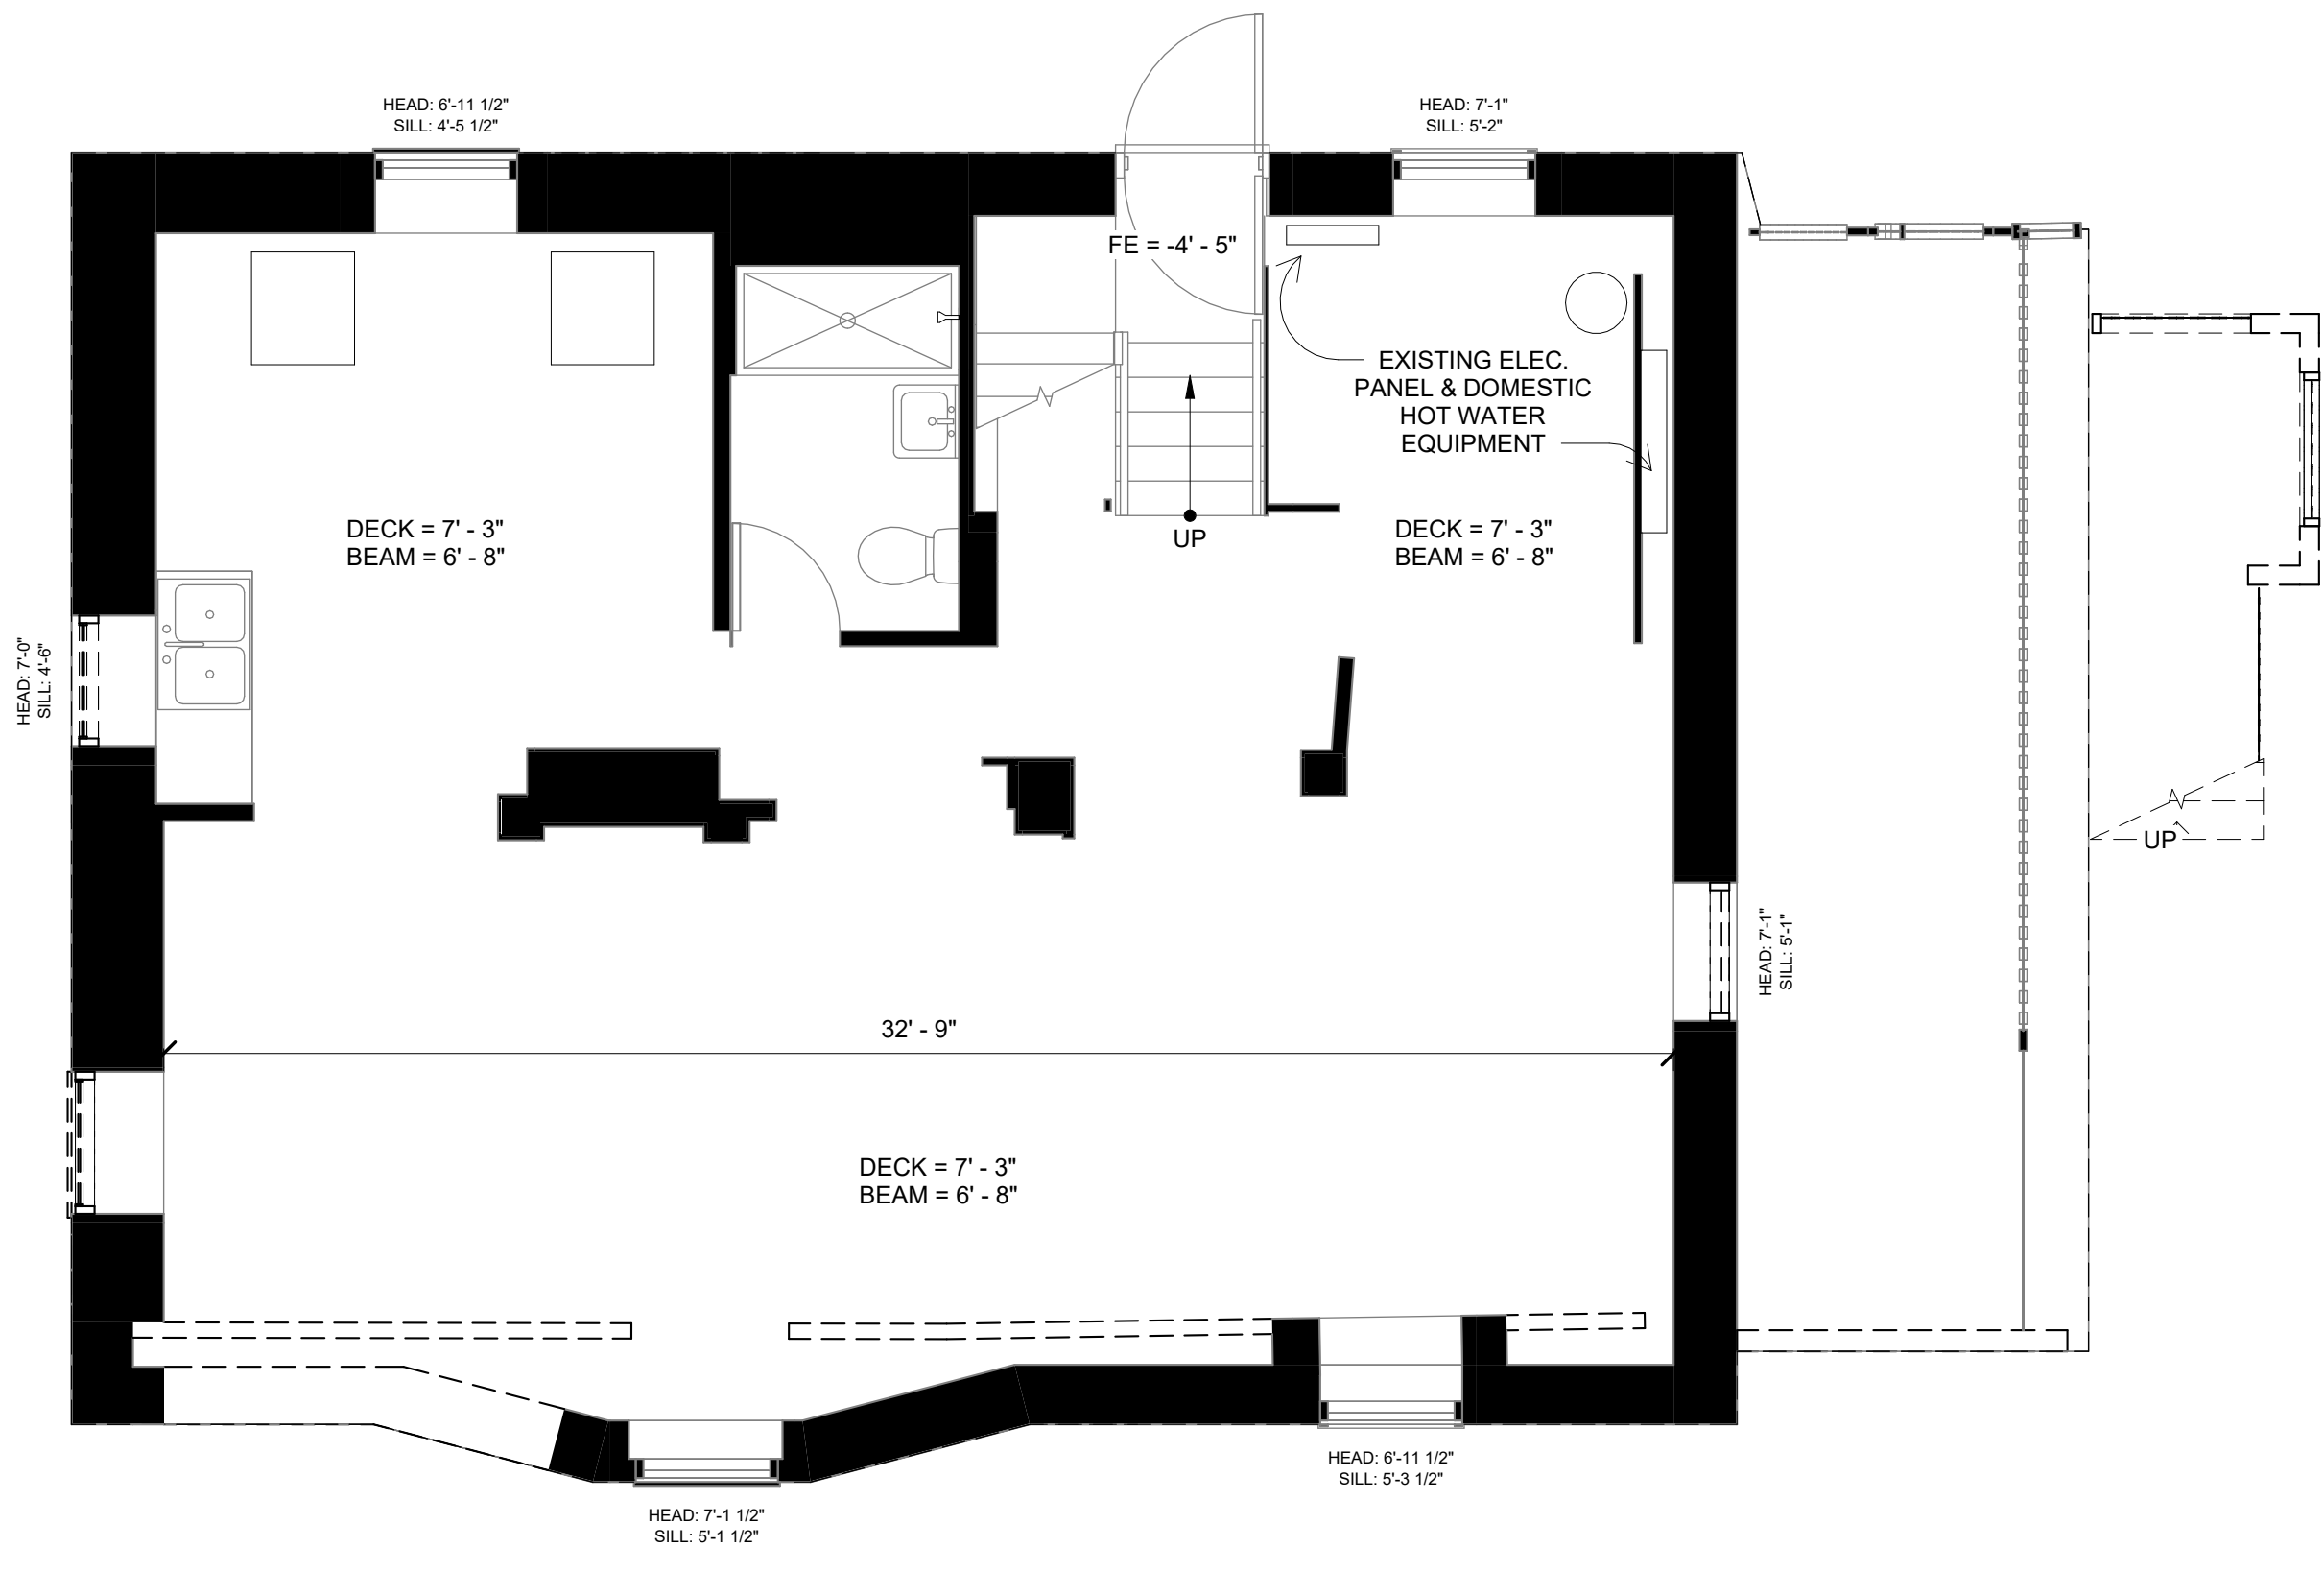 HEAD: 6'-11 1/2"
SILL: 4'-5 1/2"
HEAD: 7'-1"
SILL: 5'-2"
FE = -4' - 5"
EXISTING ELEC.
PANEL & DOMESTIC
HOT WATER
EQUIPMENT
DECK = 7' - 3"
BEAM = 6' - 8"
UP
DECK = 7' - 3"
BEAM = 6' - 8"
HEAD: 7'-0"
SILL: 4'-6"
UP
HEAD: 7'-1"
SILL: 5'-1"
32' - 9"
DECK = 7' - 3"
BEAM = 6' - 8"
HEAD: 6'-11 1/2"
SILL: 5'-3 1/2"
HEAD: 7'-1 1/2"
SILL: 5'-1 1/2"